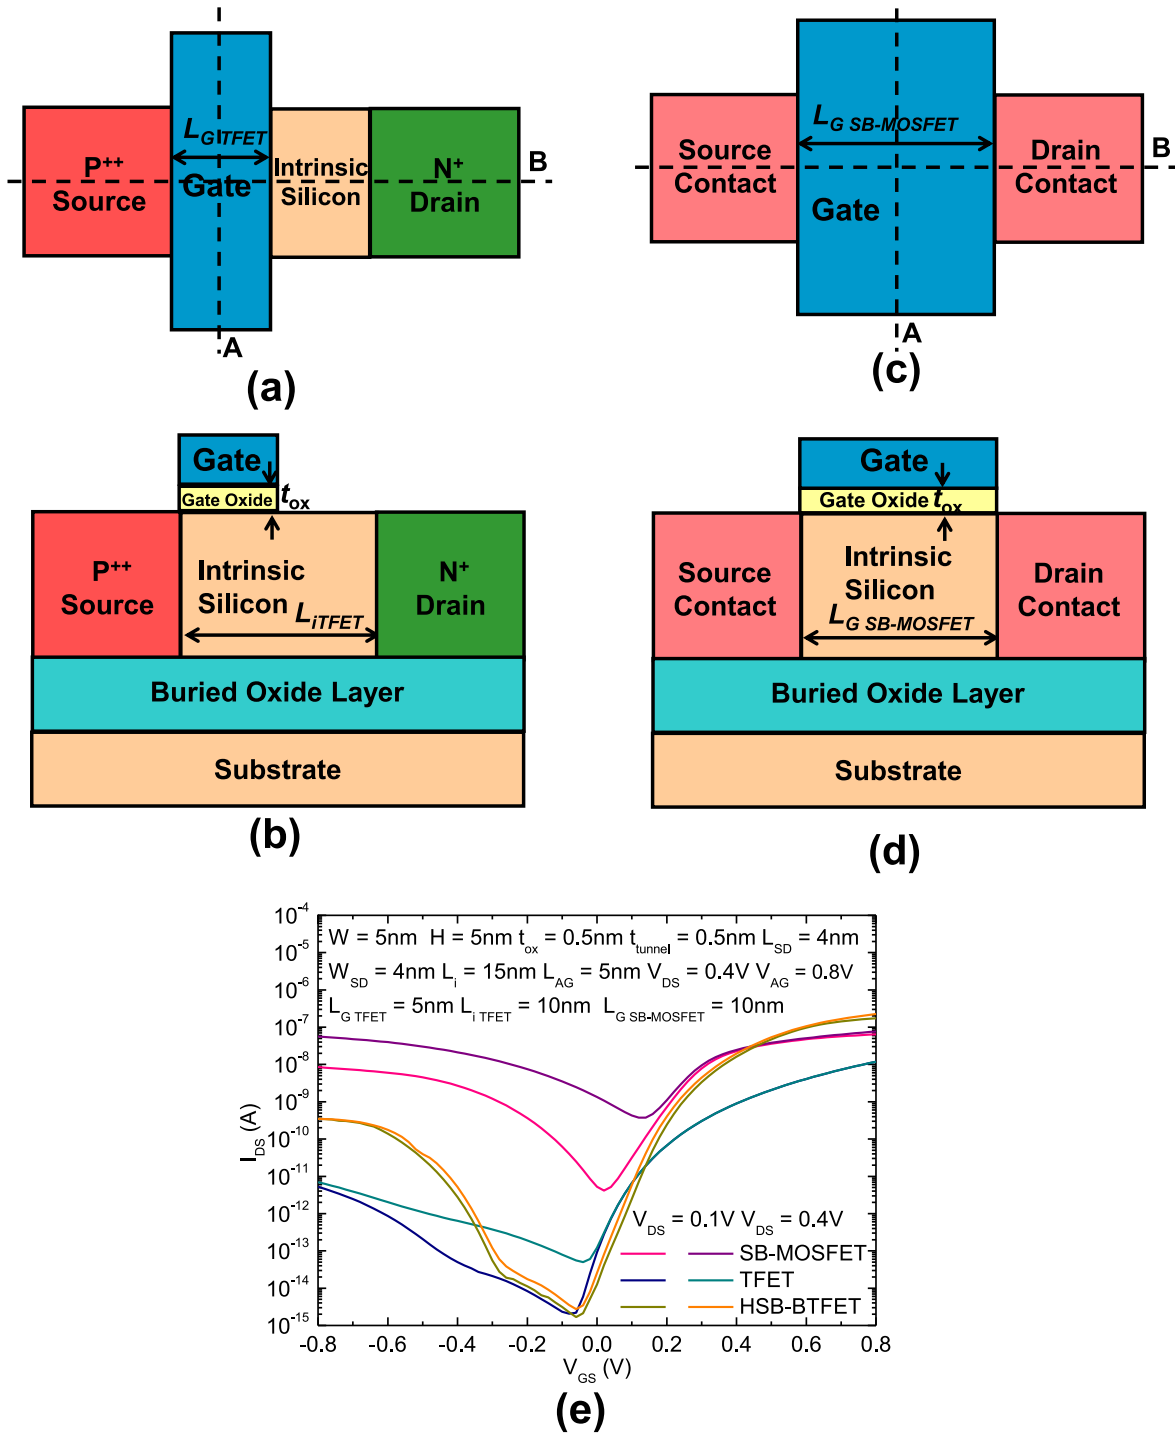 L_G TFET
P++
Source
Gate
Intrinsic
Silicon
N+
Drain
B
A
(a)
L_G SB-MOSFET
Source
Contact
Gate
Drain
Contact
B
A
(c)
Gate
Gate Oxide
t_ox
P++
Source
Intrinsic
Silicon
L_iTFET
N+
Drain
Buried Oxide Layer
Substrate
(b)
Gate
Gate Oxide t_ox
Source
Contact
Intrinsic
Silicon
L_G SB-MOSFET
Drain
Contact
Buried Oxide Layer
Substrate
(d)
W = 5nm H = 5nm t_ox = 0.5nm t_tunnel = 0.5nm L_SD = 4nm
W_SD = 4nm L_i = 15nm L_AG = 5nm V_DS = 0.4V V_AG = 0.8V
L_G TFET = 5nm L_i TFET = 10nm L_G SB-MOSFET = 10nm
10^-4
10^-5
10^-6
10^-7
10^-8
10^-9
10^-10
10^-11
10^-12
10^-13
10^-14
10^-15
I_DS (A)
V_DS = 0.1V V_DS = 0.4V
SB-MOSFET
TFET
HSB-BTFET
-0.8 -0.6 -0.4 -0.2 0.0 0.2 0.4 0.6 0.8
V_GS (V)
(e)